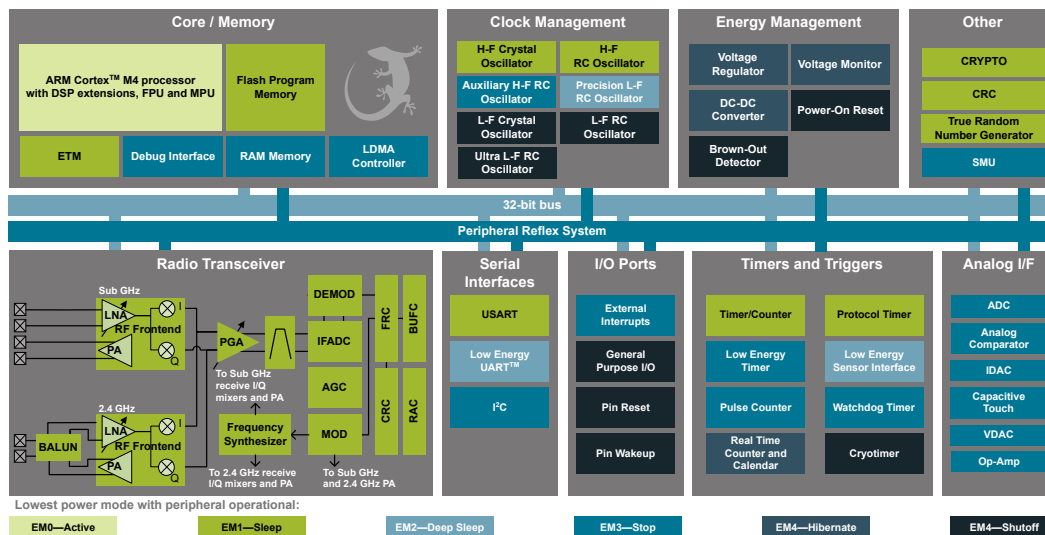 Core / Memory
ARM Cortex™ M4 processor
with DSP extensions, FPU and MPU
Flash Program
Memory
ETM
Debug Interface
RAM Memory
LDMA
Controller
Clock Management
H-F Crystal
Oscillator
H-F
RC Oscillator
Auxiliary H-F RC
Oscillator
Precision L-F
RC Oscillator
L-F Crystal
Oscillator
L-F RC
Oscillator
Ultra L-F RC
Oscillator
Energy Management
Voltage
Regulator
Voltage Monitor
DC-DC
Converter
Power-On Reset
Brown-Out
Detector
Other
CRYPTO
CRC
True Random
Number Generator
SMU
32-bit bus
Peripheral Reflex System
Radio Transceiver
Sub GHz
LNA
I
RF Frontend
PA
Q
2.4 GHz
LNA
I
BALUN
RF Frontend
PA
Q
PGA
To Sub GHz
receive I/Q
mixers and PA
Frequency
Synthesizer
To 2.4 GHz receive
I/Q mixers and PA
DEMOD
IFADC
AGC
MOD
To Sub GHz
and 2.4 GHz PA
FRC
BUFC
CRC
RAC
Serial
Interfaces
USART
Low Energy
UART™
I²C
I/O Ports
External
Interrupts
General
Purpose I/O
Pin Reset
Pin Wakeup
Timers and Triggers
Timer/Counter
Protocol Timer
Low Energy
Timer
Low Energy
Sensor Interface
Pulse Counter
Watchdog Timer
Real Time
Counter and
Calendar
Cryotimer
Analog I/F
ADC
Analog
Comparator
IDAC
Capacitive
Touch
VDAC
Op-Amp
Lowest power mode with peripheral operational:
EM0—Active
EM1—Sleep
EM2—Deep Sleep
EM3—Stop
EM4—Hibernate
EM4—Shutoff